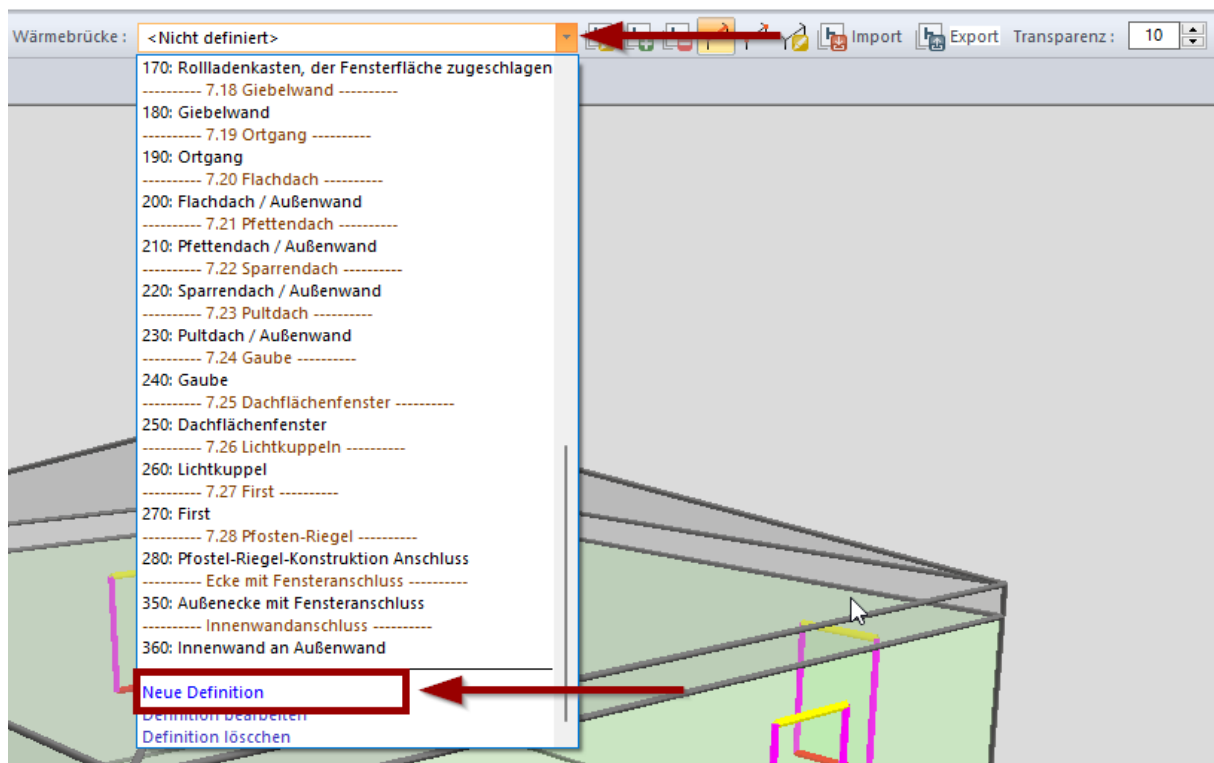 Wärmebrücke : <Nicht definiert> Import Export Transparenz : 10
170: Rollladenkasten, der Fensterfläche zugeschlagen
---------- 7.18 Giebelwand ----------
180: Giebelwand
---------- 7.19 Ortgang ----------
190: Ortgang
---------- 7.20 Flachdach ----------
200: Flachdach / Außenwand
---------- 7.21 Pfettendach ----------
210: Pfettendach / Außenwand
---------- 7.22 Sparrendach ----------
220: Sparrendach / Außenwand
---------- 7.23 Pultdach ----------
230: Pultdach / Außenwand
---------- 7.24 Gaube ----------
240: Gaube
---------- 7.25 Dachflächenfenster ----------
250: Dachflächenfenster
---------- 7.26 Lichtkuppeln ----------
260: Lichtkuppel
---------- 7.27 First ----------
270: First
---------- 7.28 Pfosten-Riegel ----------
280: Pfostel-Riegel-Konstruktion Anschluss
---------- Ecke mit Fensteranschluss ----------
350: Außenecke mit Fensteranschluss
---------- Innenwandanschluss ----------
360: Innenwand an Außenwand
Neue Definition
Definition bearbeiten
Definition löscchen